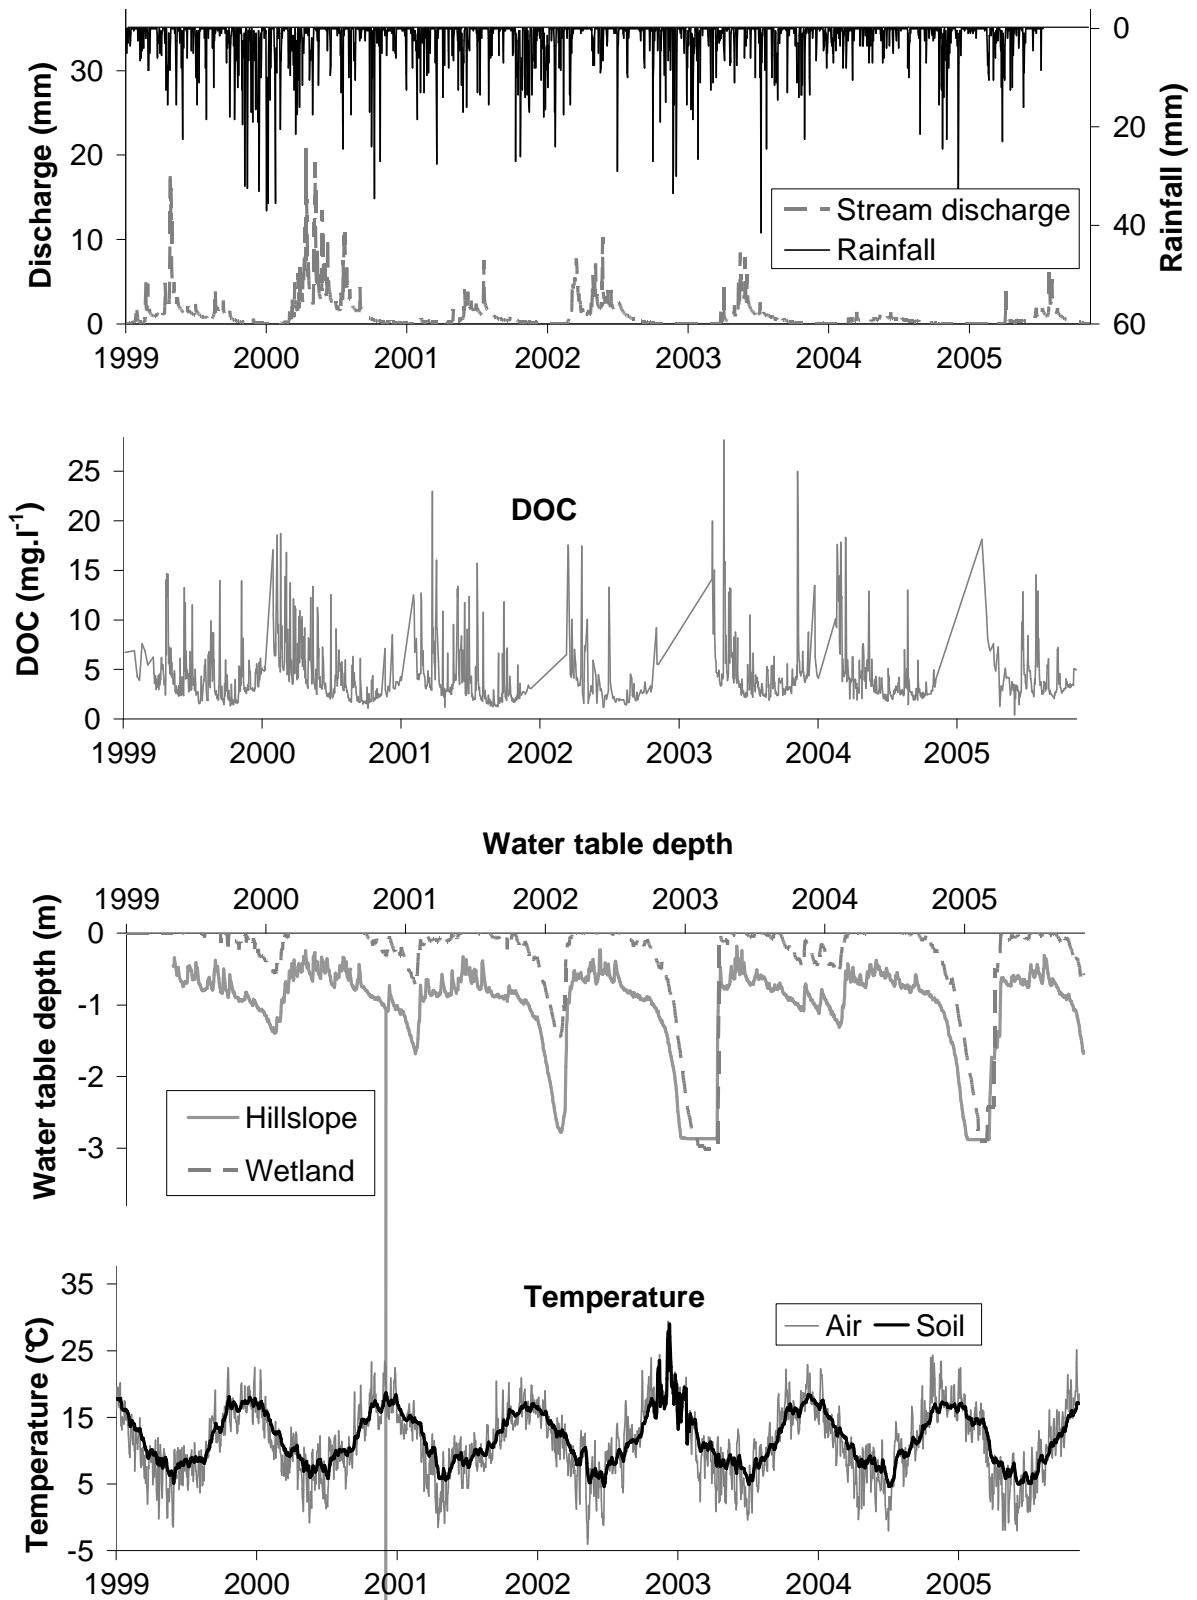 Discharge (mm)
30
20
10
0
0
20
40
60
Rainfall (mm)
Stream discharge
Rainfall
1999 2000 2001 2002 2003 2004 2005
DOC (mg.l-1)
25
20
15
10
5
0
DOC
1999 2000 2001 2002 2003 2004 2005
Water table depth
1999 2000 2001 2002 2003 2004 2005
Water table depth (m)
0
-1
-2
-3
Hillslope
Wetland
Temperature (°C)
35
25
15
5
-5
Temperature
Air Soil
1999 2000 2001 2002 2003 2004 2005